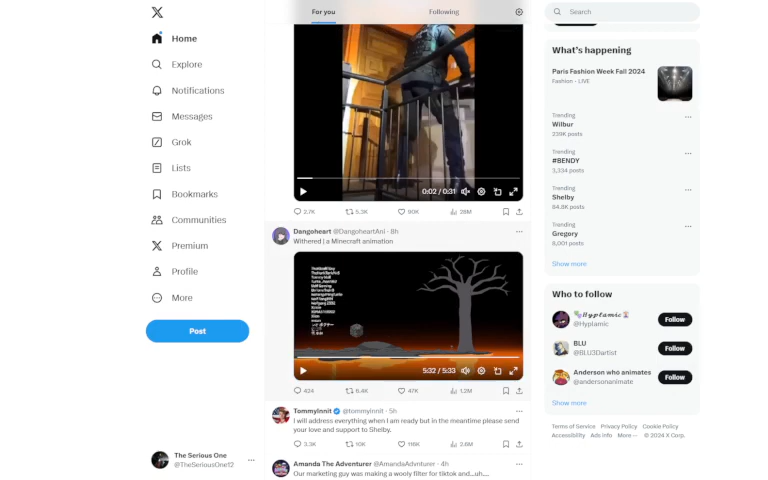 For you
Following
Search
Home
Explore
Notifications
Messages
Grok
Lists
Bookmarks
Communities
Premium
Profile
More
Post
The Serious One
@TheSeriousOne12
0:02 / 0:31
2.7K 5.3K 90K 28M
Dangoheart @DangoheartAni · 8h
Withered | a Minecraft animation
5:32 / 5:33
424 6.4K 47K 1.2M
TommyInnit @tommyinnit · 5h
I will address everything when I am ready but in the meantime please send
your love and support to Shelby.
3.3K 10K 116K 2.8M
Amanda The Adventurer @AmandaAdvnturer · 4h
Our marketing guy was making a wooly filter for tiktok and...uh....
What's happening
Paris Fashion Week Fall 2024
Fashion · LIVE
Trending
Wilbur
239K posts
Trending
#BENDY
3,334 posts
Trending
Shelby
64.8K posts
Trending
Gregory
8,001 posts
Show more
Who to follow
Hyplamic
@Hyplamic
Follow
BLU
@BLU3Dartist
Follow
Anderson who animates
@andersonanimate
Follow
Show more
Terms of Service Privacy Policy Cookie Policy
Accessibility Ads info More ··· © 2024 X Corp.